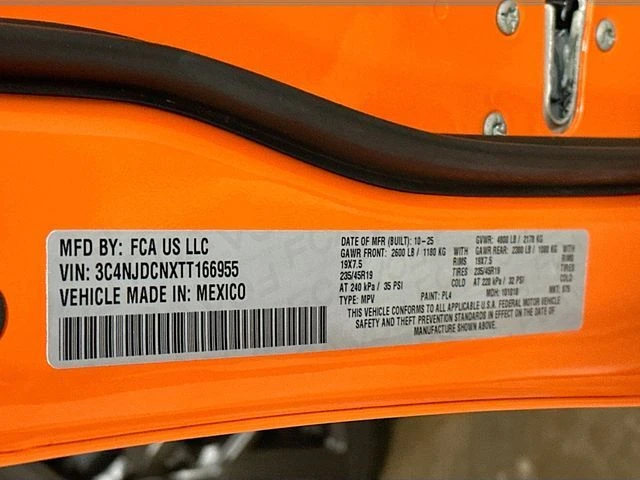 MFD BY: FCA US LLC
VIN: 3C4NJDCNXTT166955
VEHICLE MADE IN: MEXICO
DATE OF MFR (BUILT): 10-25 GVWR: 4800 LB / 2178 KG
GAWR FRONT: 2600 LB / 1180 KG WITH GAWR REAR: 2380 LB / 1080 KG WITH
19X7.5 RIMS 19X7.5 RIMS
235/45R19 235/45R19
AT 240 kPa / 35 PSI COLD AT 220 kPa / 32 PSI COLD
TYPE: MPV PAINT: PL4 MDH: 101018 MKT: 
THIS VEHICLE CONFORMS TO ALL APPLICABLE U.S.A. FEDERAL MOTOR VEHICLE
SAFETY AND THEFT PREVENTION STANDARDS IN EFFECT ON THE DATE OF
MANUFACTURE SHOWN ABOVE.